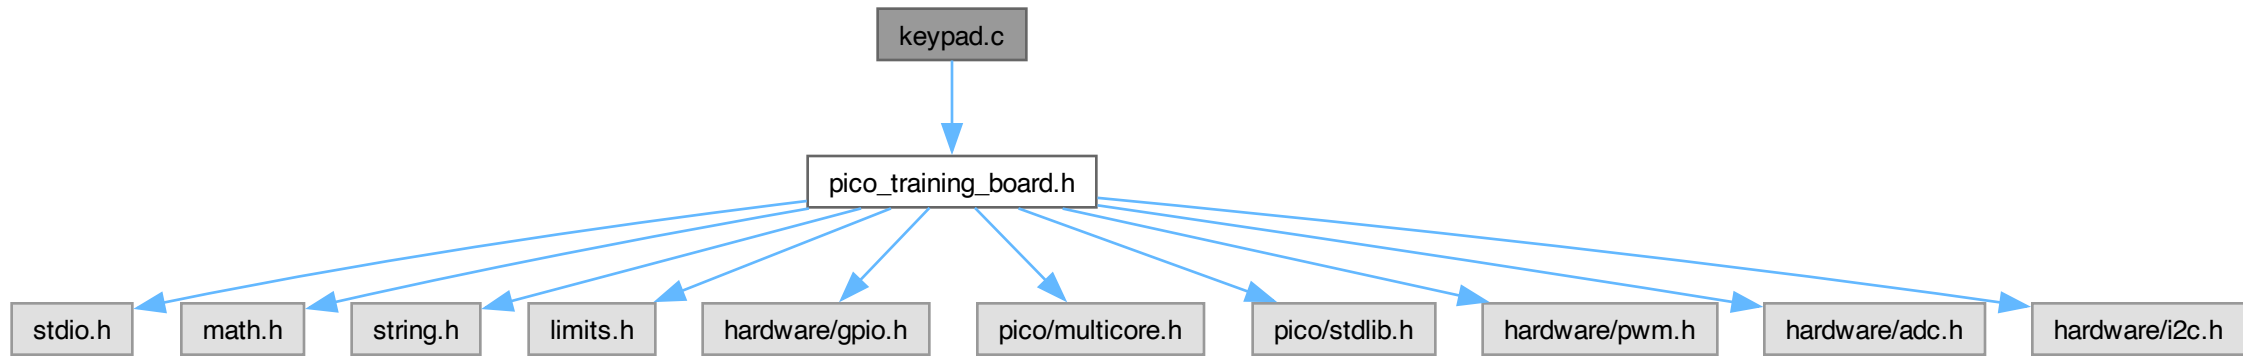 keypad.c
pico_training_board.h
stdio.h
math.h
string.h
limits.h
hardware/gpio.h
pico/multicore.h
pico/stdlib.h
hardware/pwm.h
hardware/adc.h
hardware/i2c.h